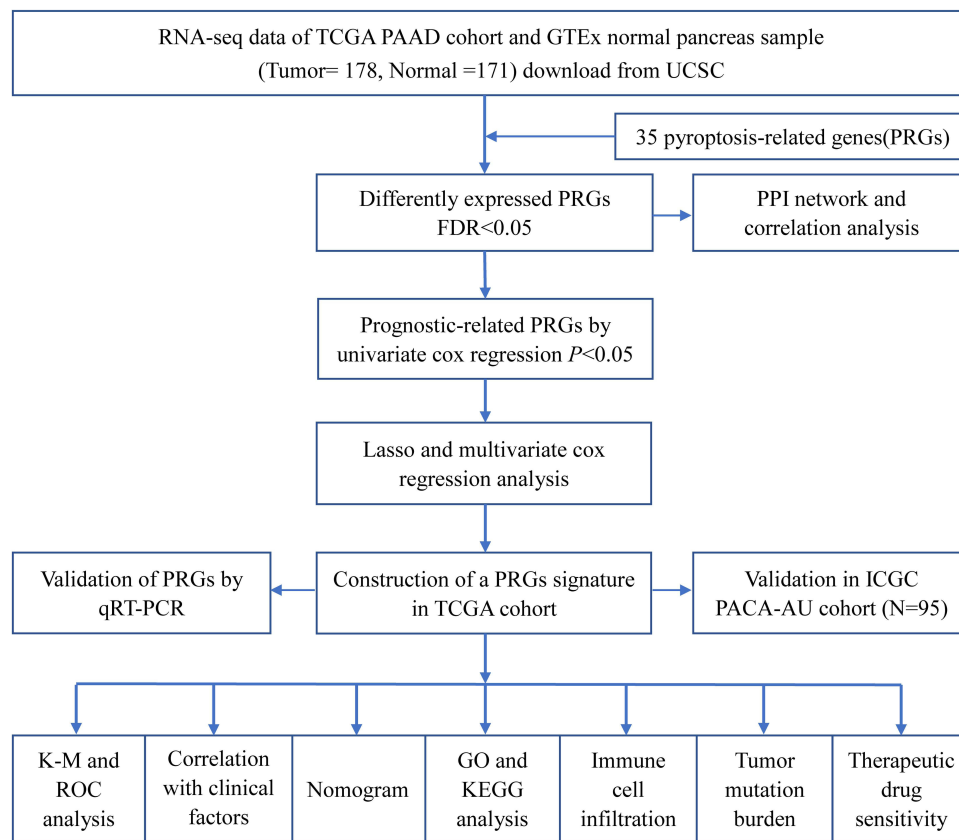 RNA-seq data of TCGA PAAD cohort and GTEx normal pancreas sample
(Tumor= 178, Normal =171) download from UCSC
35 pyroptosis-related genes(PRGs)
Differently expressed PRGs
FDR<0.05
PPI network and
correlation analysis
Prognostic-related PRGs by
univariate cox regression P<0.05
Lasso and multivariate cox
regression analysis
Validation of PRGs by
qRT-PCR
Construction of a PRGs signature
in TCGA cohort
Validation in ICGC
PACA-AU cohort (N=95)
K-M and
ROC
analysis
Correlation
with clinical
factors
Nomogram
GO and
KEGG
analysis
Immune
cell
infiltration
Tumor
mutation
burden
Therapeutic
drug
sensitivity